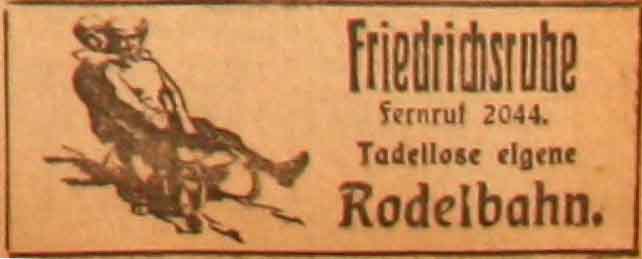 Friedrichsruhe
Fernruf 2044.
Tadellose eigene
Rodelbahn.